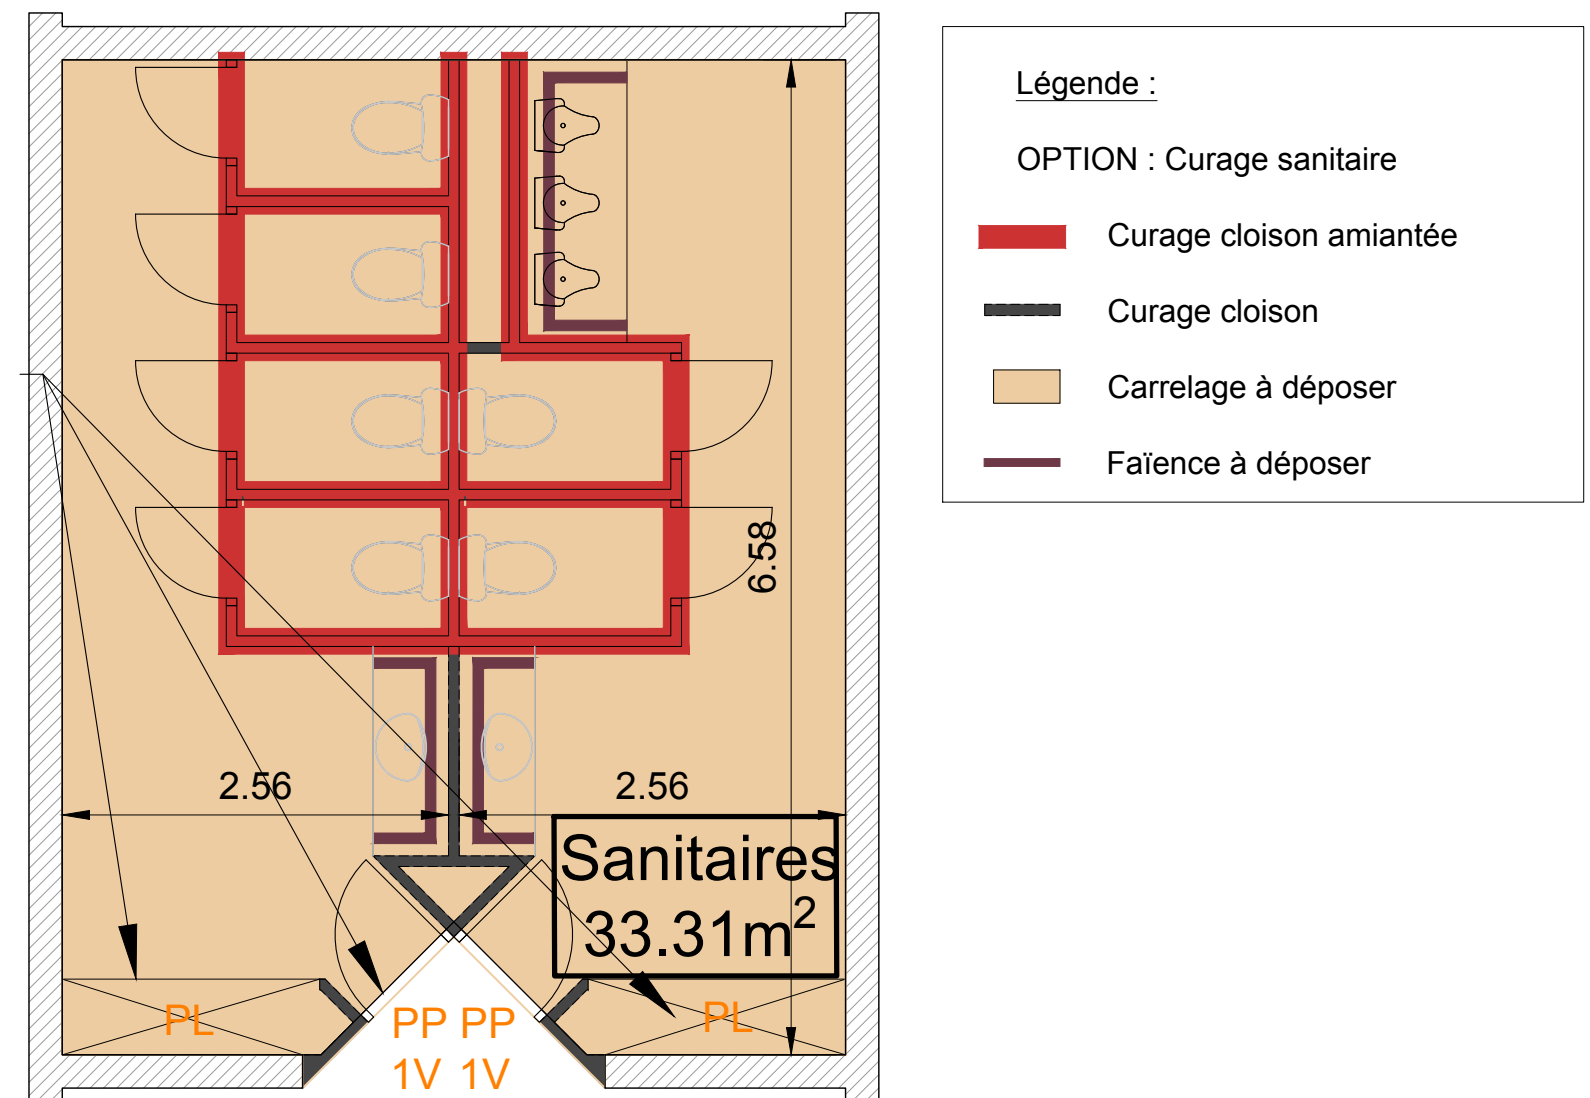 Légende :
OPTION : Curage sanitaire
Curage cloison amiantée
Curage cloison
Carrelage à déposer
Faïence à déposer
6.58
2.56
2.56
Sanitaires
33.31m²
PL
PP PP
PL
1V 1V